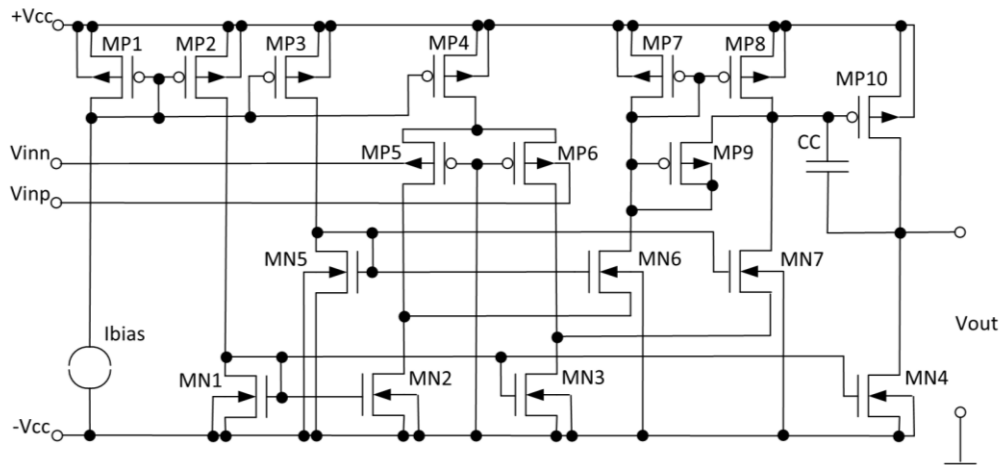 +Vcc
MP1
MP2
MP3
MP4
MP7
MP8
MP10
CC
Vinn
MP5
MP6
MP9
Vinp
MN5
MN6
MN7
Ibias
Vout
MN1
MN2
MN3
MN4
-Vcc